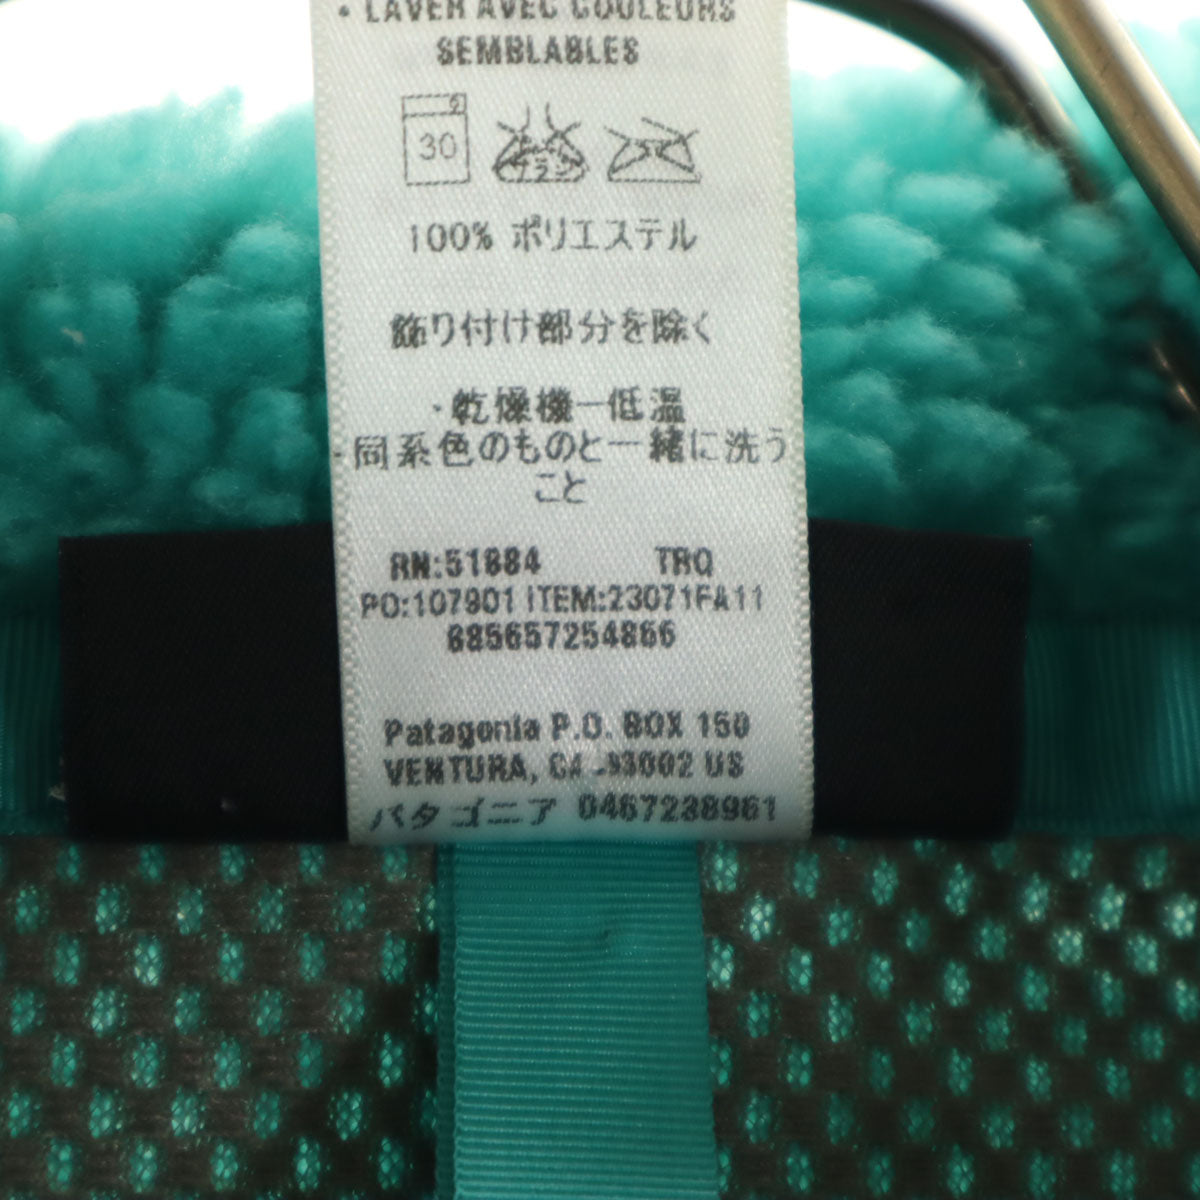 • LAVER AVEC COULEURS
SEMBLABLES
30
100% ポリエステル
飾り付け部分を除く
・乾燥機一低温
・同系色のものと一緒に洗う
こと
RN:51884 TRQ
PO:107901 ITEM:23071FA11
685657254866
Patagonia P.O. BOX 150
VENTURA, CA -93002 US
パタゴニア 0467238961